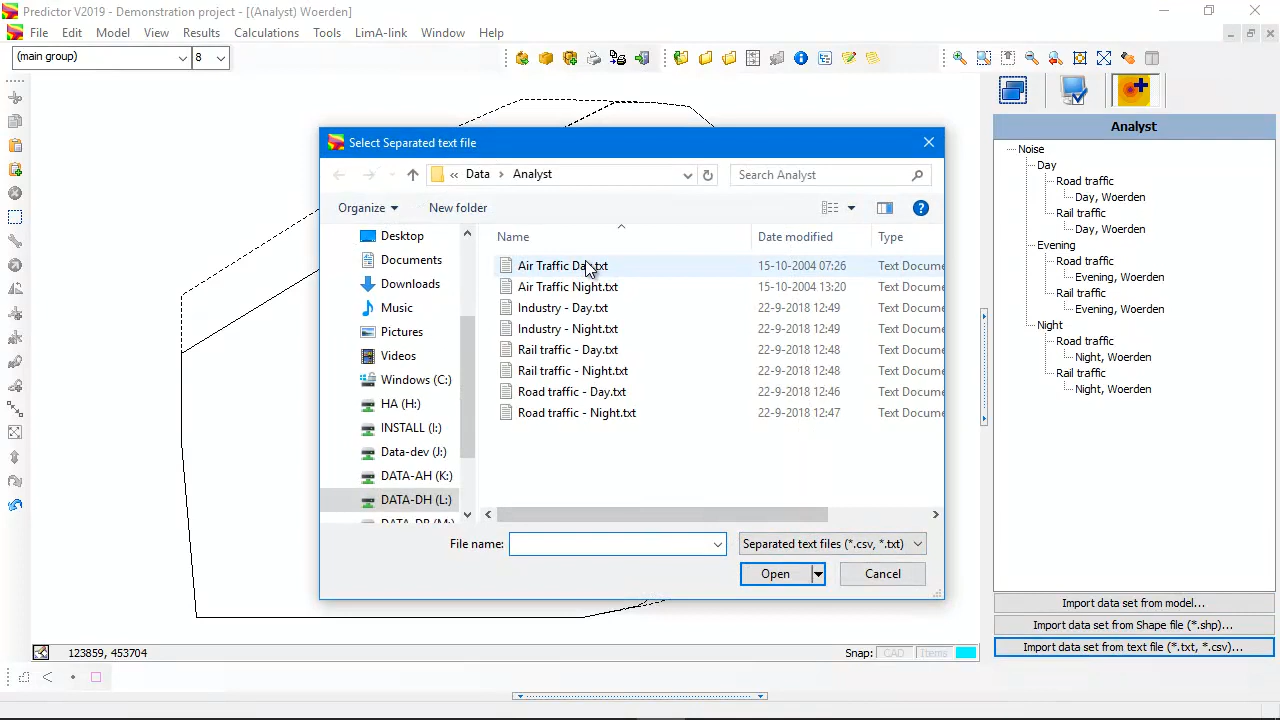 Predictor V2019 - Demonstration project - [(Analyst) Woerden]
File Edit Model View Results Calculations Tools LimA-link Window Help
(main group) 8
Select Separated text file
« Data > Analyst Search Analyst
Organize New folder
Name Date modified Type
Desktop
Documents
Downloads
Music
Pictures
Videos
Windows (C:)
HA (H:)
INSTALL (I:)
Data-dev (J:)
DATA-AH (K:)
DATA-DH (L:)
Air Traffic Day.txt 15-10-2004 07:26 Text Docume
Air Traffic Night.txt 15-10-2004 13:20 Text Docume
Industry - Day.txt 22-9-2018 12:49 Text Docume
Industry - Night.txt 22-9-2018 12:49 Text Docume
Rail traffic - Day.txt 22-9-2018 12:48 Text Docume
Rail traffic - Night.txt 22-9-2018 12:48 Text Docume
Road traffic - Day.txt 22-9-2018 12:46 Text Docume
Road traffic - Night.txt 22-9-2018 12:47 Text Docume
File name: Separated text files (*.csv, *.txt)
Open Cancel
Analyst
Noise
Day
Road traffic
Day, Woerden
Rail traffic
Day, Woerden
Evening
Road traffic
Evening, Woerden
Rail traffic
Evening, Woerden
Night
Road traffic
Night, Woerden
Rail traffic
Night, Woerden
Import data set from model...
Import data set from Shape file (*.shp)...
Import data set from text file (*.txt, *.csv)...
123859, 453704 Snap: CAD Items